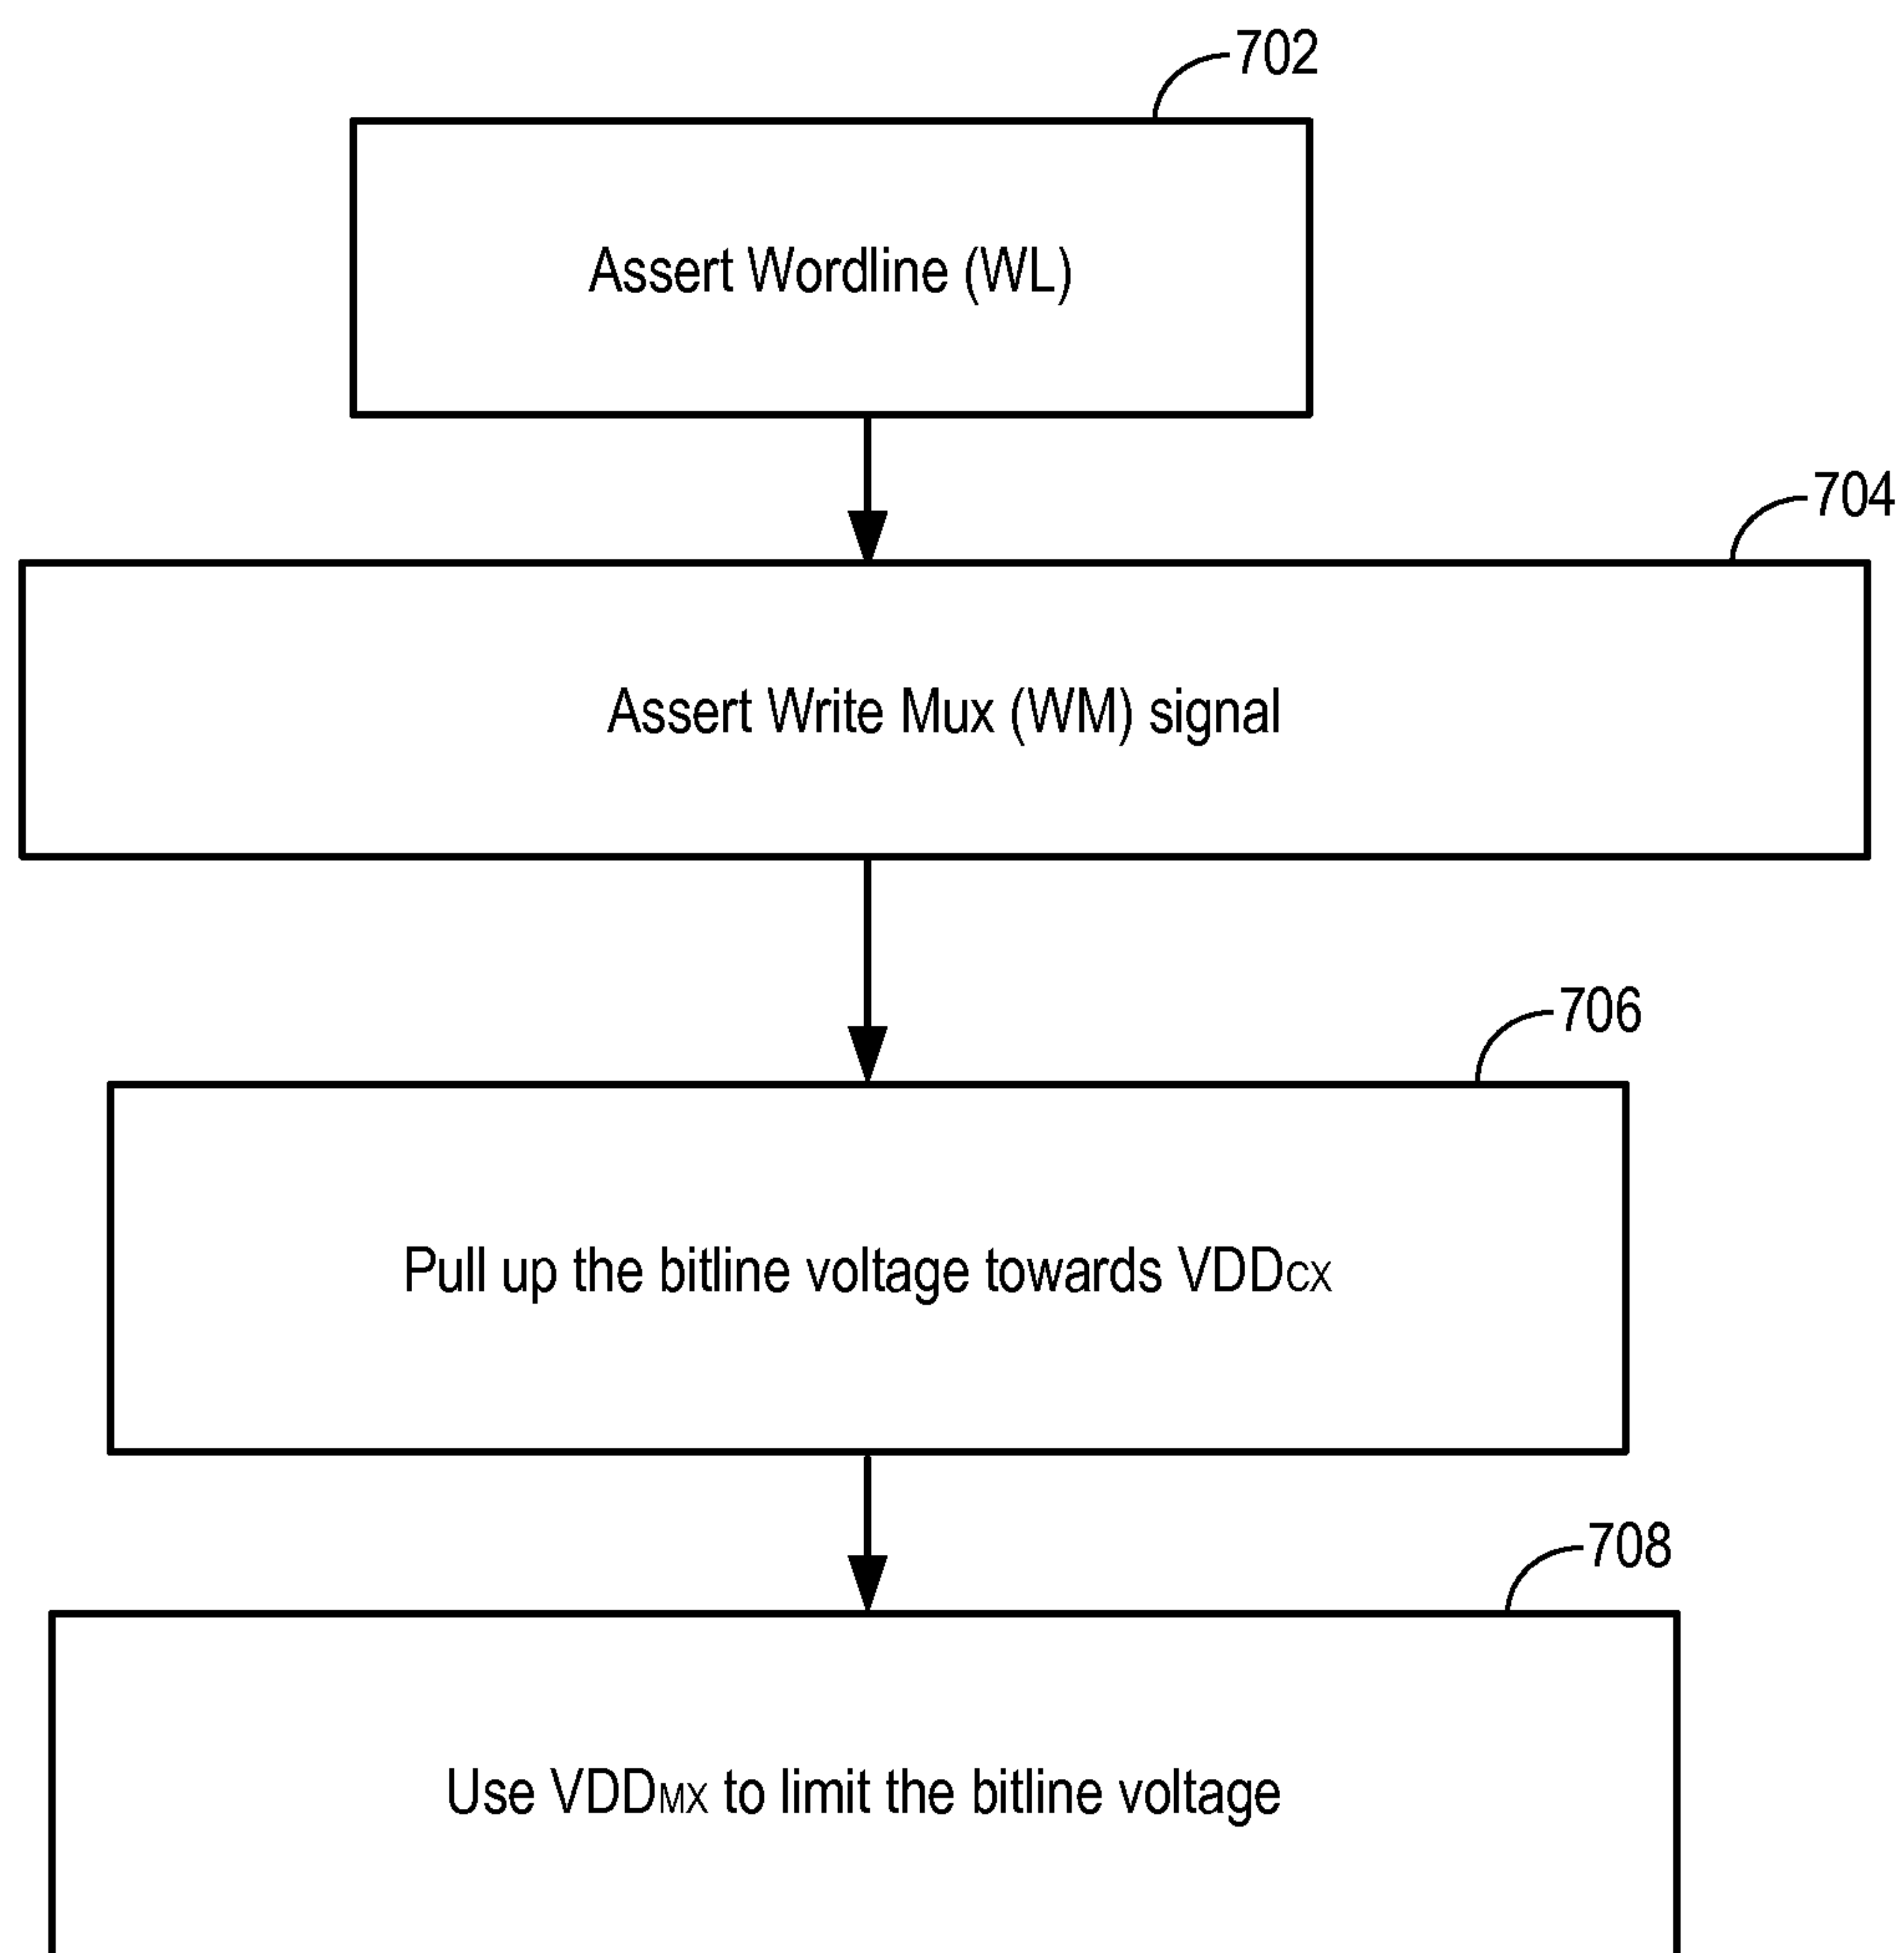 702
Assert Wordline (WL)
704
Assert Write Mux (WM) signal
706
Pull up the bitline voltage towards VDDCX
708
Use VDDMX to limit the bitline voltage